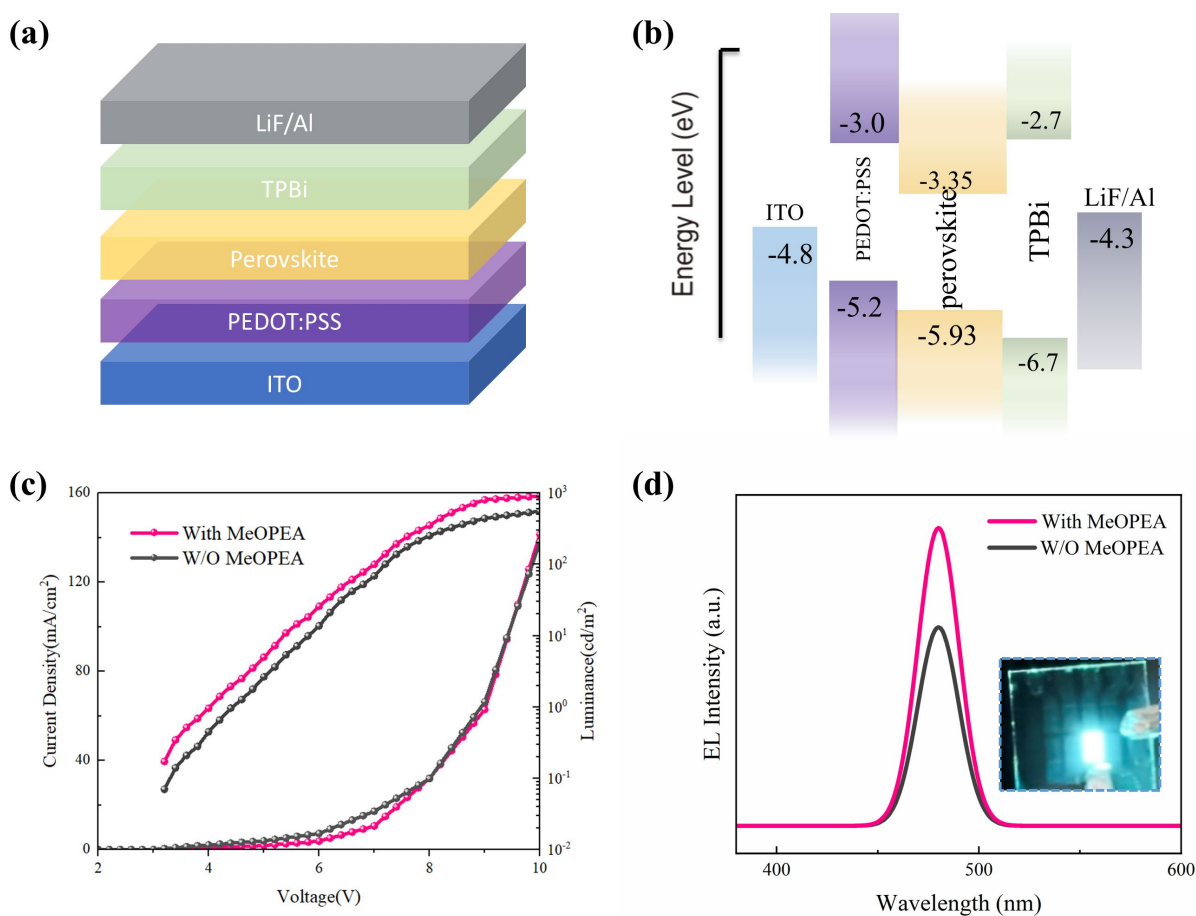 (a)
LiF/Al
TPBi
Perovskite
PEDOT:PSS
ITO
(b)
Energy Level (eV)
ITO
-4.8
-3.0
PEDOT:PSS
-5.2
-3.35
perovskite
-5.93
-2.7
TPBi
-6.7
LiF/Al
-4.3
(c)
With MeOPEA
W/O MeOPEA
Current Density(mA/cm²)
160
120
80
40
0
2
4
6
8
10
Voltage(V)
10³
10²
10¹
10⁰
10⁻¹
10⁻²
Luminance(cd/m²)
(d)
With MeOPEA
W/O MeOPEA
EL Intensity (a.u.)
400
500
600
Wavelength (nm)